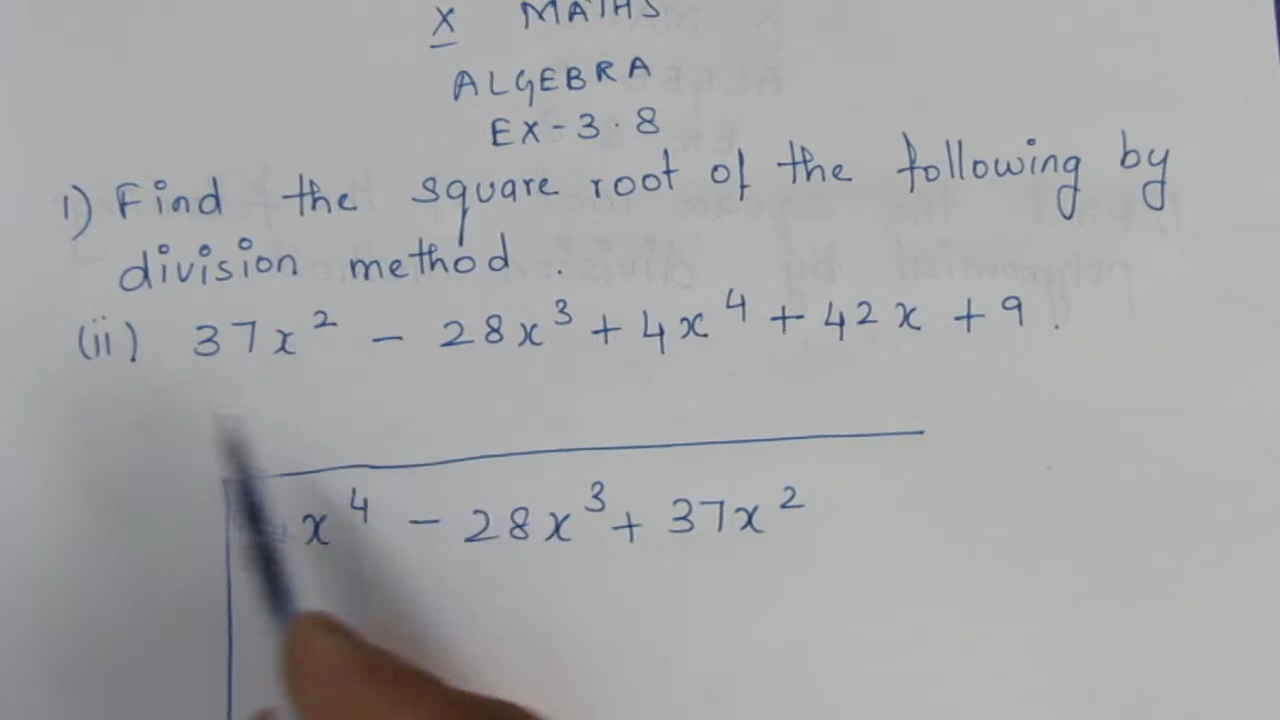 X MATHS
ALGEBRA
EX-3.8
1) Find the square root of the following by
division method.
(ii) 37x² - 28x³ + 4x⁴ + 42x + 9.
x⁴ - 28x³ + 37x²